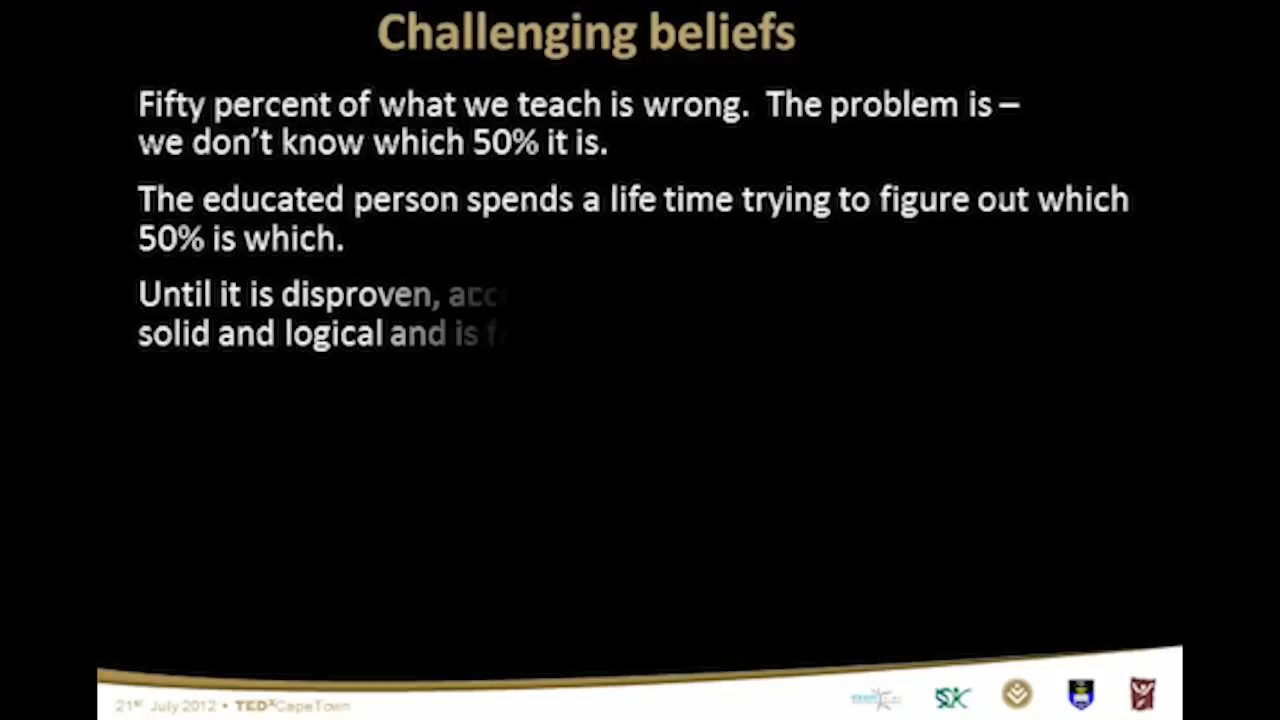 Challenging beliefs
Fifty percent of what we teach is wrong. The problem is –
we don't know which 50% it is.
The educated person spends a life time trying to figure out which
50% is which.
Until it is disproven,
solid and logical and is
21st July 2012 • TEDxCapeTown